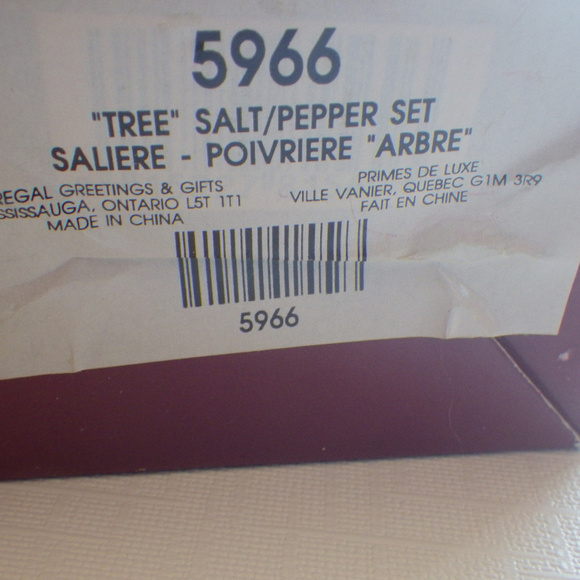 5966
"TREE" SALT/PEPPER SET
SALIERE - POIVRIERE "ARBRE"
REGAL GREETINGS & GIFTS
SSISSAUGA, ONTARIO L5T 1T1
MADE IN CHINA
PRIMES DE LUXE
VILLE VANIER, QUEBEC G1M 3R9
FAIT EN CHINE
5966